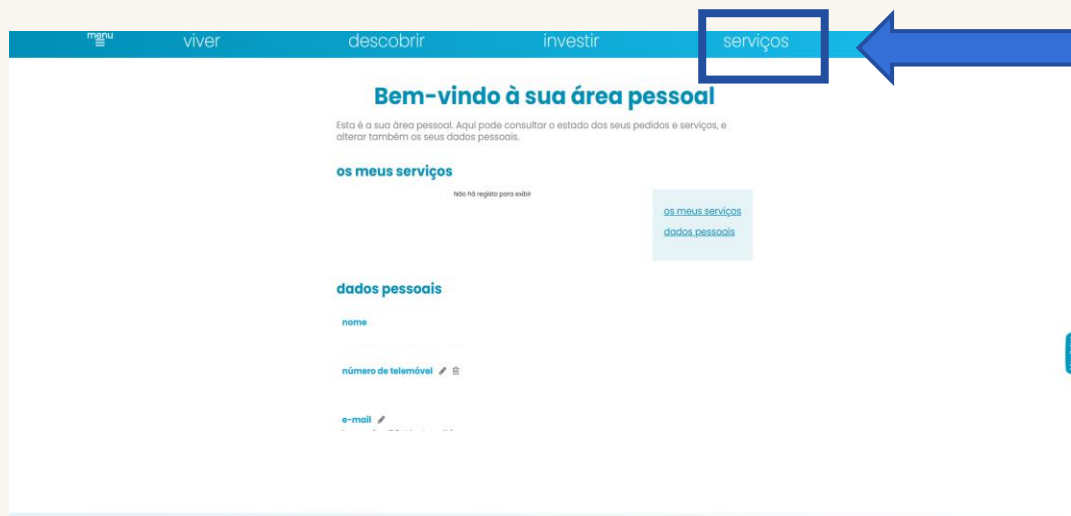 menu
viver
descobrir
investir
serviços
Bem-vindo à sua área pessoal
Esta é a sua área pessoal. Aqui pode consultar o estado dos seus pedidos e serviços, e
alterar também os seus dados pessoais.
os meus serviços
Não há registo para exibir
os meus serviços
dados pessoais
dados pessoais
nome
número de telemóvel
e-mail